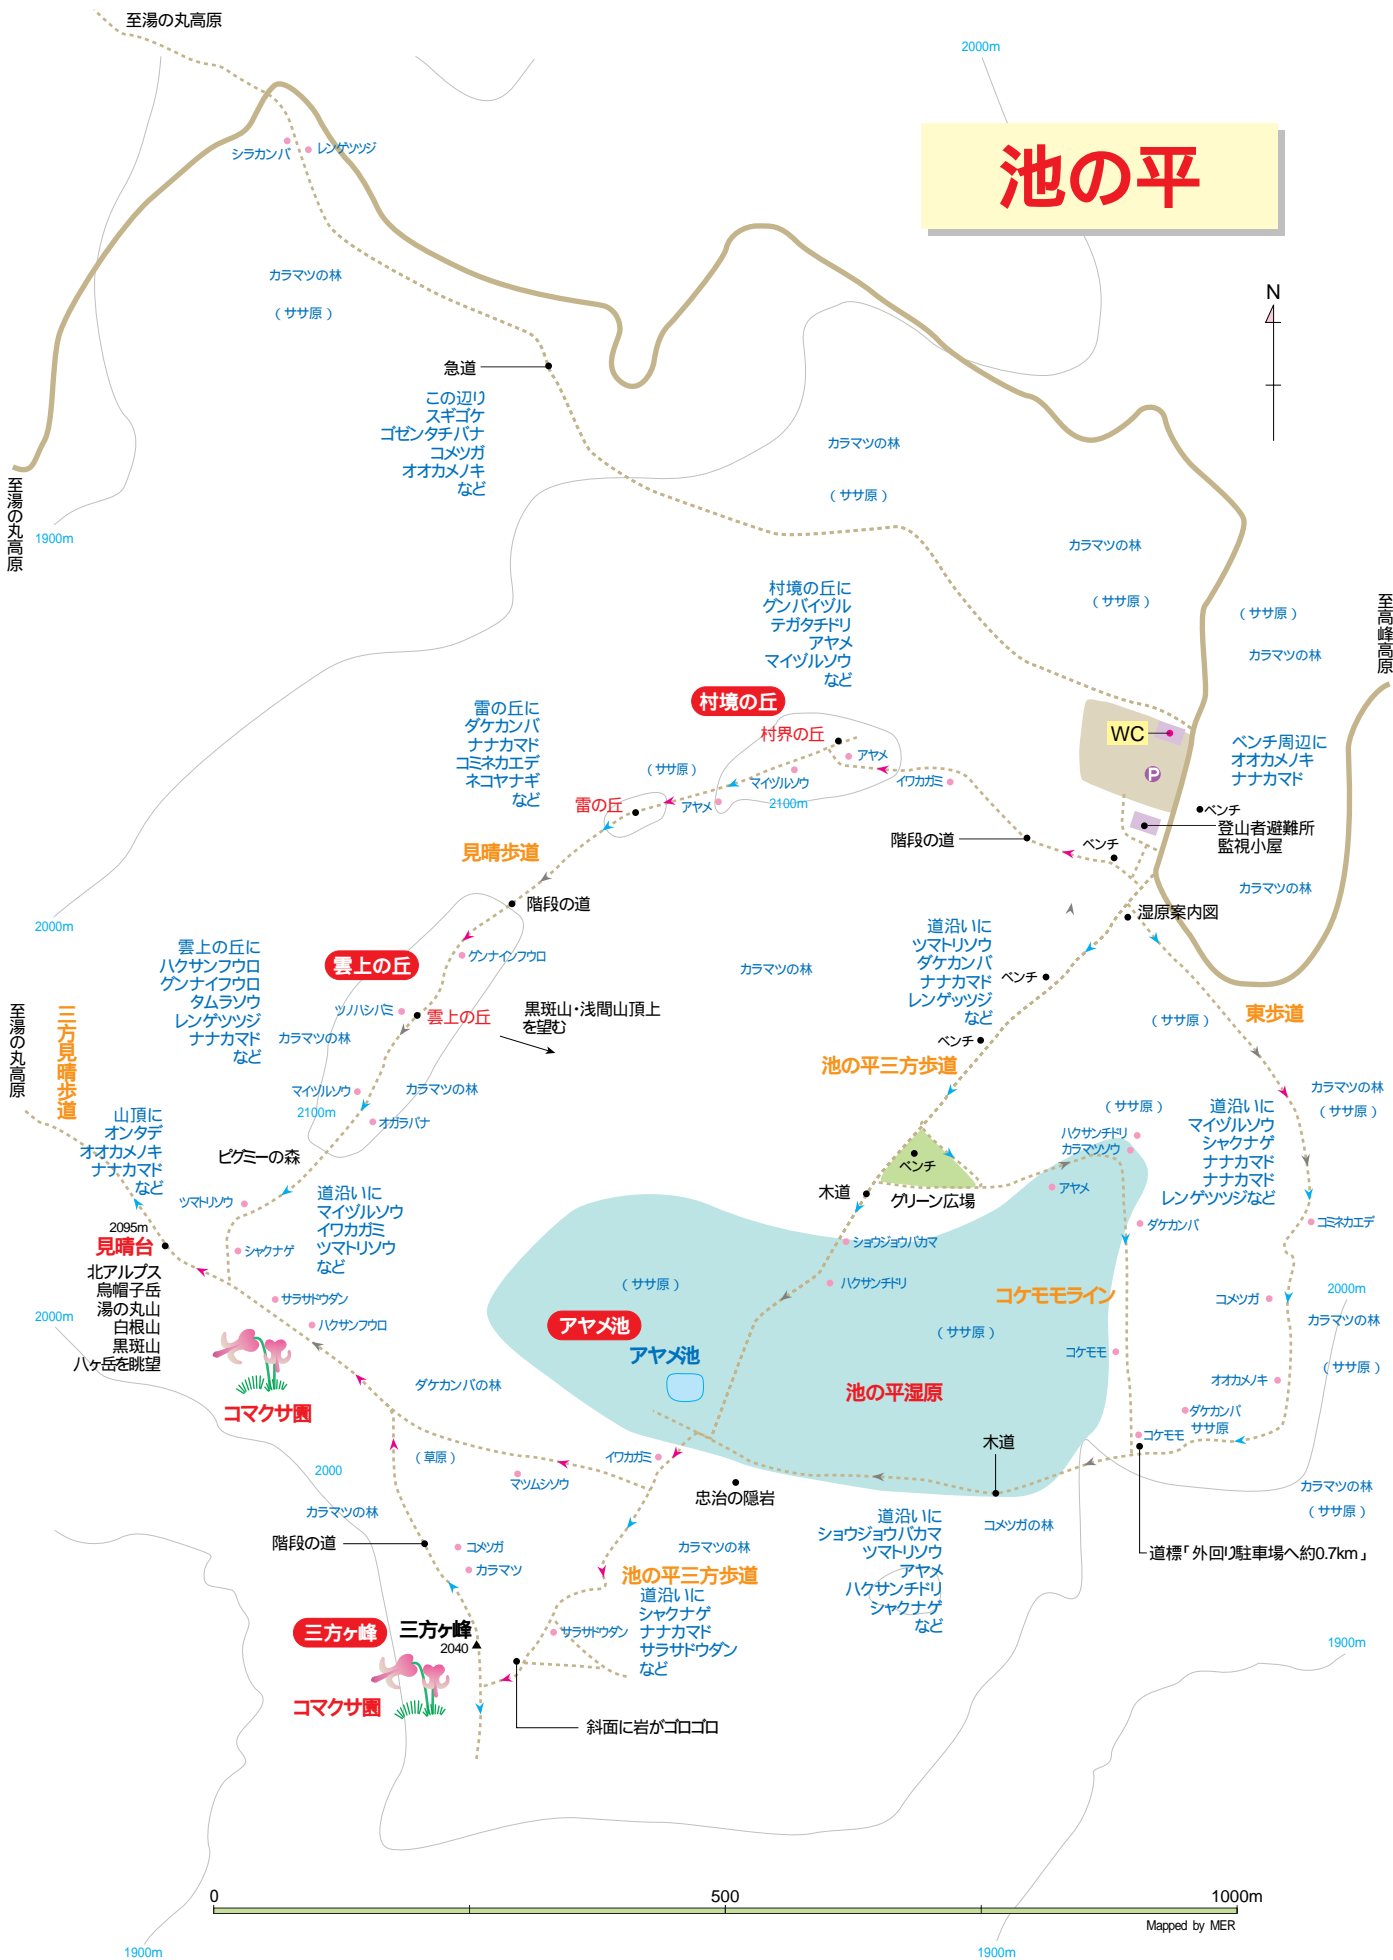 至湯の丸高原
2000m
池の平
シラカンバ
レンゲツツジ
カラマツの林
（ササ原）
N
急道
この辺り
スギゴケ
ゴゼンタチバナ
コメツガ
オオカメノキ
など
カラマツの林
（ササ原）
至湯の丸高原
1900m
カラマツの林
（ササ原）
（ササ原）
カラマツの林
至高峰高原
村境の丘に
グンバイヅル
テガタチドリ
アヤメ
マイヅルソウ
など
村境の丘
村界の丘
アヤメ
マイヅルソウ
2100m
イワカガミ
雷の丘に
ダケカンバ
ナナカマド
コミネカエデ
ネコヤナギ
など
（ササ原）
雷の丘
アヤメ
WC
P
ベンチ周辺に
オオカメノキ
ナナカマド
ベンチ
登山者避難所
監視小屋
階段の道
ベンチ
カラマツの林
湿原案内図
見晴歩道
階段の道
2000m
雲上の丘に
ハクサンフウロ
グンナイフウロ
タムラソウ
レンゲツツジ
ナナカマド
など
雲上の丘
グンナインフウロ
ツノハシバミ
雲上の丘
黒斑山・浅間山頂上
を望む
カラマツの林
カラマツの林
マイヅルソウ
2100m
オガラバナ
カラマツの林
道沿いに
ツマトリソウ
ダケカンバ
ナナカマド
レンゲッツジ
など
ベンチ
ベンチ
池の平三方歩道
（ササ原）
東歩道
至湯の丸高原
三方見晴歩道
山頂に
オンタデ
オオカメノキ
ナナカマド
など
ピグミーの森
ツマトリソウ
道沿いに
マイヅルソウ
イワカガミ
ツマトリソウ
など
シャクナゲ
2095m
見晴台
北アルプス
烏帽子岳
湯の丸山
白根山
黒斑山
八ヶ岳を眺望
2000m
サラサドウダン
ハクサンフウロ
コマクサ園
ベンチ
グリーン広場
木道
（ササ原）
ハクサンチドリ
カラマツソウ
アヤメ
道沿いに
マイヅルソウ
シャクナゲ
ナナカマド
ナナカマド
レンゲツツジなど
カラマツの林
（ササ原）
ダケカンバ
コミネカエデ
ショウジョウバカマ
ハクサンチドリ
（ササ原）
アヤメ池
アヤメ池
コケモモライン
（ササ原）
コケモモ
池の平湿原
コメツガ
2000m
カラマツの林
（ササ原）
オオカメノキ
ダケカンバ
ササ原
コケモモ
ダケカンバの林
（草原）
2000
イワカガミ
マツムシソウ
忠治の隠岩
木道
カラマツの林
（ササ原）
カラマツの林
階段の道
コメツガ
カラマツ
カラマツの林
池の平三方歩道
道沿いに
シャクナゲ
ナナカマド
サラサドウダン
など
道沿いに
ショウジョウバカマ
ツマトリソウ
アヤメ
ハクサンチドリ
シャクナゲ
など
コメツガの林
道標「外回り駐車場へ約0.7km」
三方ヶ峰
三方ヶ峰
2040
サラサドウダン
コマクサ園
斜面に岩がゴロゴロ
1900m
0
500
1000m
Mapped by MER
1900m
1900m